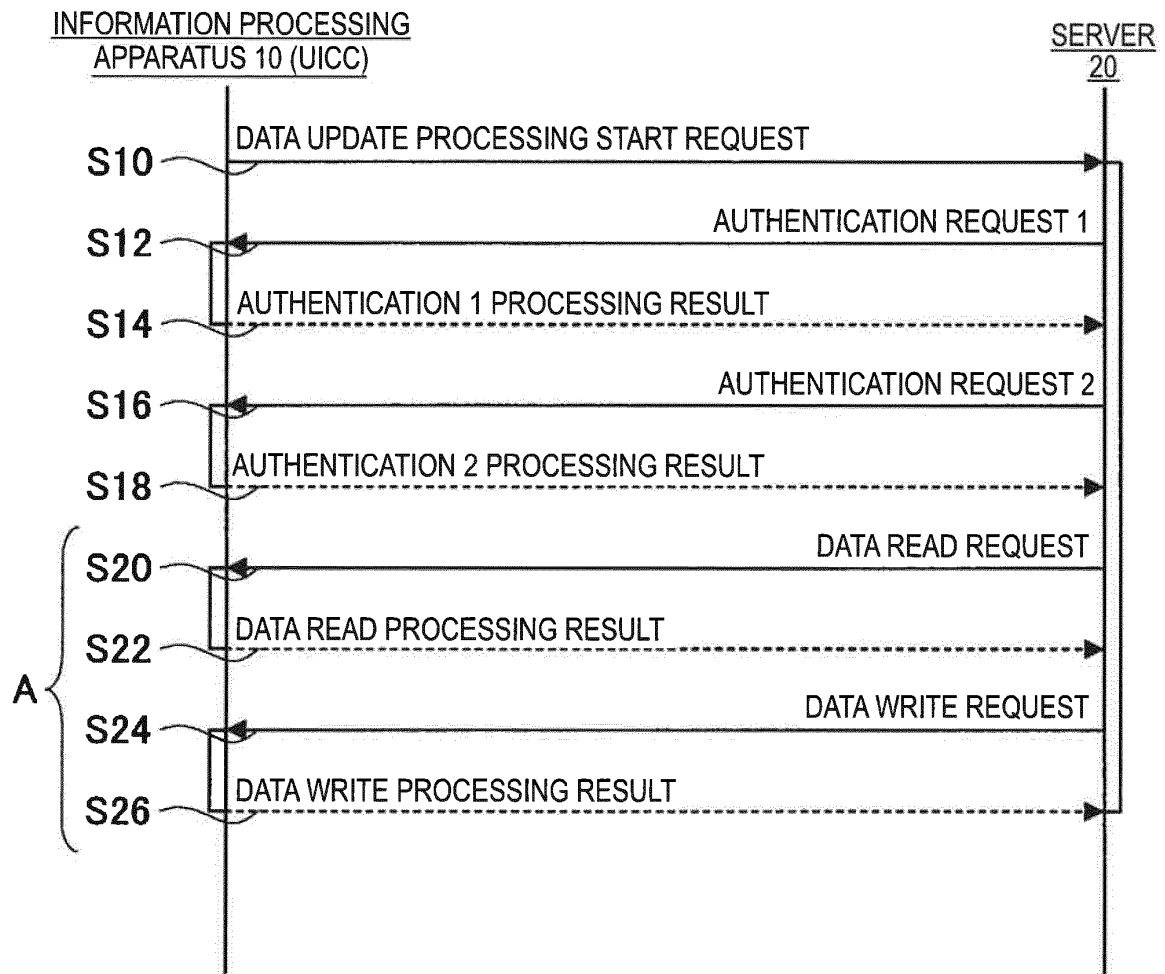 INFORMATION PROCESSING
APPARATUS 10 (UICC)
SERVER
20
DATA UPDATE PROCESSING START REQUEST
S10
AUTHENTICATION REQUEST 1
S12
AUTHENTICATION 1 PROCESSING RESULT
S14
AUTHENTICATION REQUEST 2
S16
AUTHENTICATION 2 PROCESSING RESULT
S18
DATA READ REQUEST
S20
DATA READ PROCESSING RESULT
S22
A
DATA WRITE REQUEST
S24
DATA WRITE PROCESSING RESULT
S26